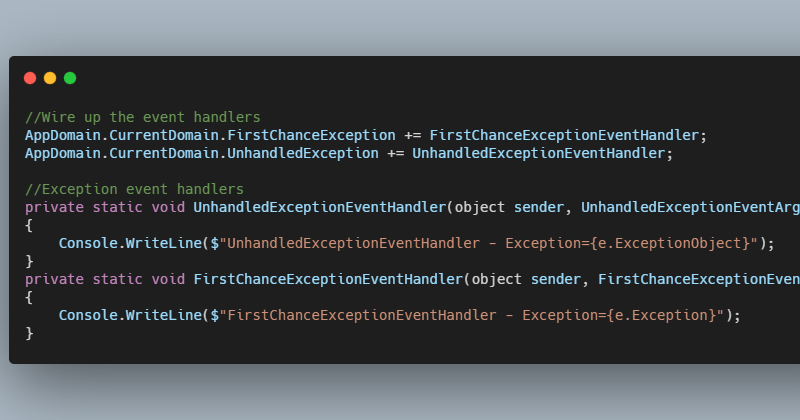 //Wire up the event handlers
AppDomain.CurrentDomain.FirstChanceException += FirstChanceExceptionEventHandler;
AppDomain.CurrentDomain.UnhandledException += UnhandledExceptionEventHandler;
//Exception event handlers
private static void UnhandledExceptionEventHandler(object sender, UnhandledExceptionEventArg
{
    Console.WriteLine($"UnhandledExceptionEventHandler - Exception={e.ExceptionObject}");
}
private static void FirstChanceExceptionEventHandler(object sender, FirstChanceExceptionEven
{
    Console.WriteLine($"FirstChanceExceptionEventHandler - Exception={e.Exception}");
}